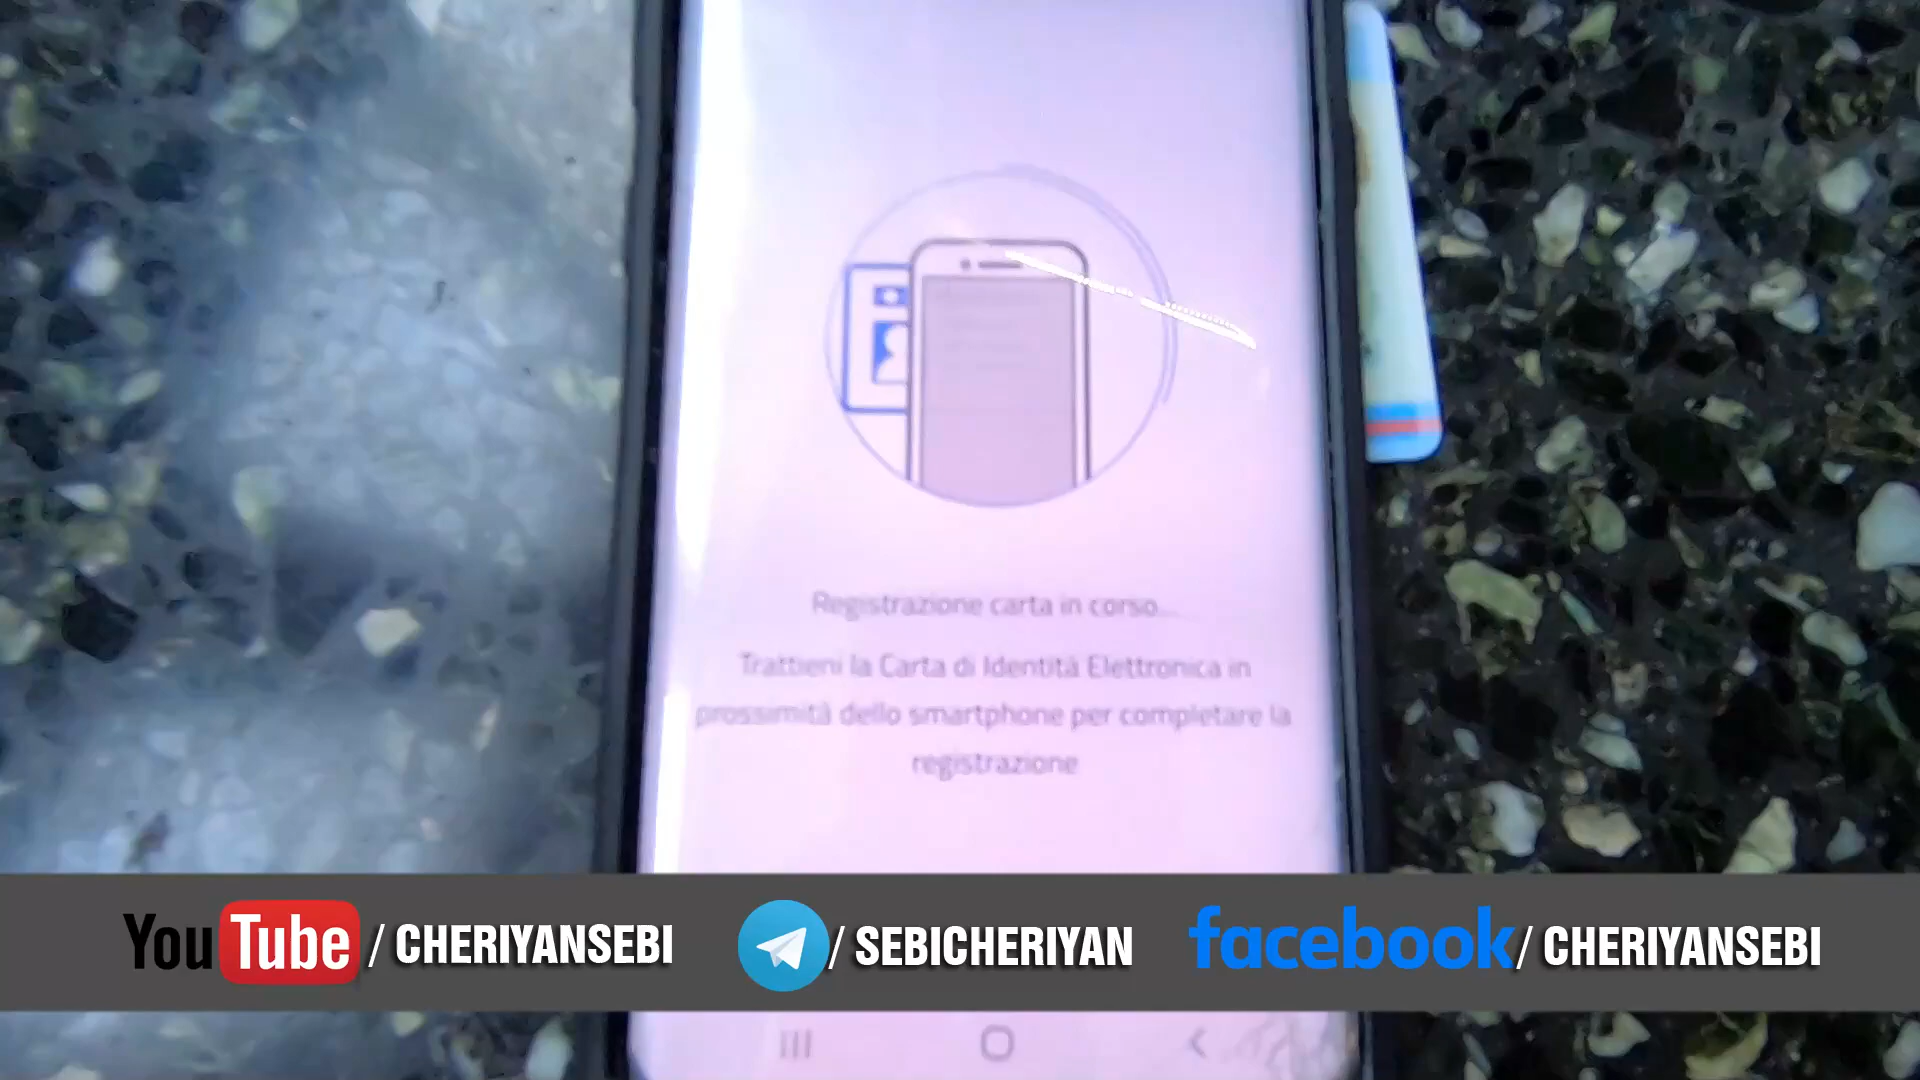 Registrazione carta in corso...
Trattieni la Carta di Identità Elettronica in
prossimità dello smartphone per completare la
registrazione
YouTube / CHERIYANSEBI
/ SEBICHERIYAN
facebook / CHERIYANSEBI